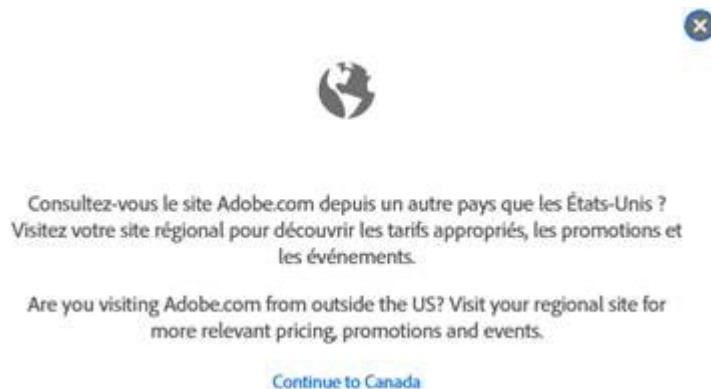 Consultez-vous le site Adobe.com depuis un autre pays que les États-Unis ?
Visitez votre site régional pour découvrir les tarifs appropriés, les promotions et
les événements.
Are you visiting Adobe.com from outside the US? Visit your regional site for
more relevant pricing, promotions and events.
Continue to Canada